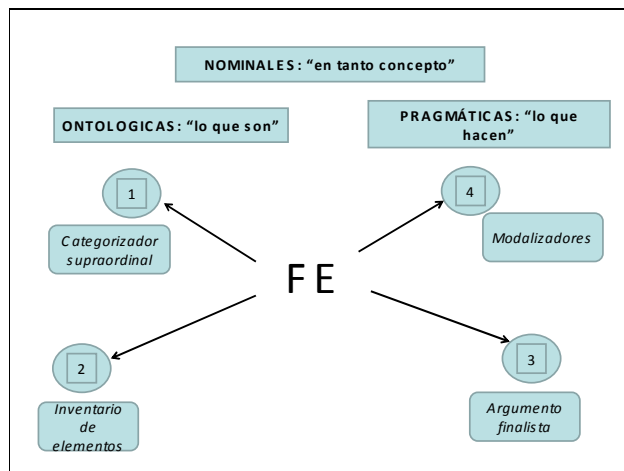 NOMINALES: “en tanto concepto”
ONTOLOGICAS: “lo que son”
PRAGMÁTICAS: “lo que
hacen”
1
4
Categorizador
supraordinal
Modalizadores
FE
2
3
Inventario
de
elementos
Argumento
finalista